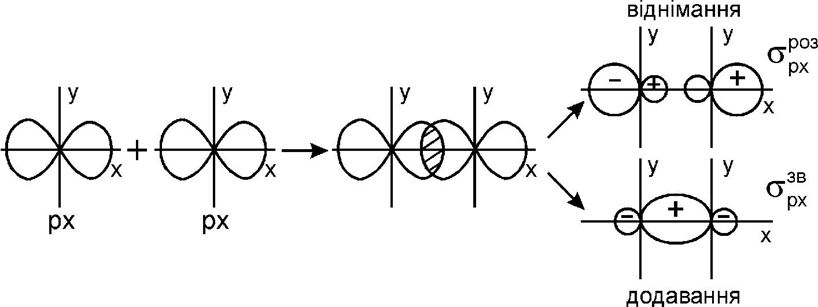 віднімання
y y σ роз px
− + + x
y y y y
x + x x
px px
y y σ зв px
− + − x
додавання